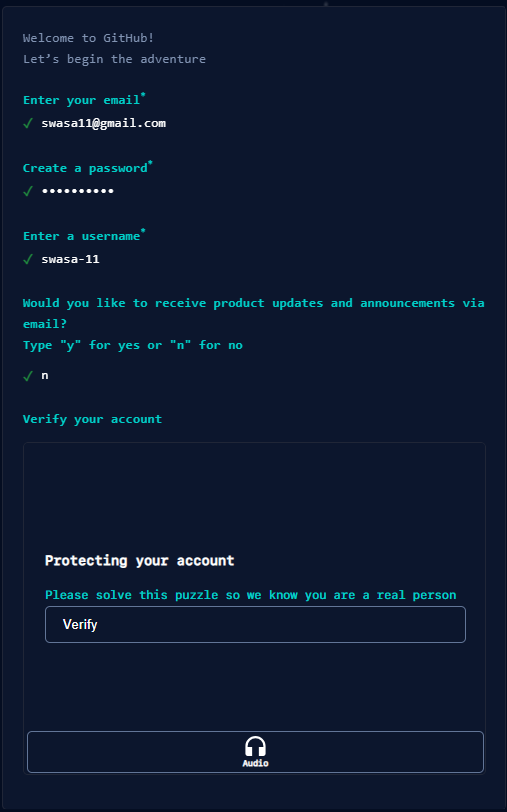 Welcome to GitHub!
Let’s begin the adventure
Enter your email*
✓ swasa11@gmail.com
Create a password*
✓ ••••••••••
Enter a username*
✓ swasa-11
Would you like to receive product updates and announcements via
email?
Type "y" for yes or "n" for no
✓ n
Verify your account
Protecting your account
Please solve this puzzle so we know you are a real person
Verify
Audio